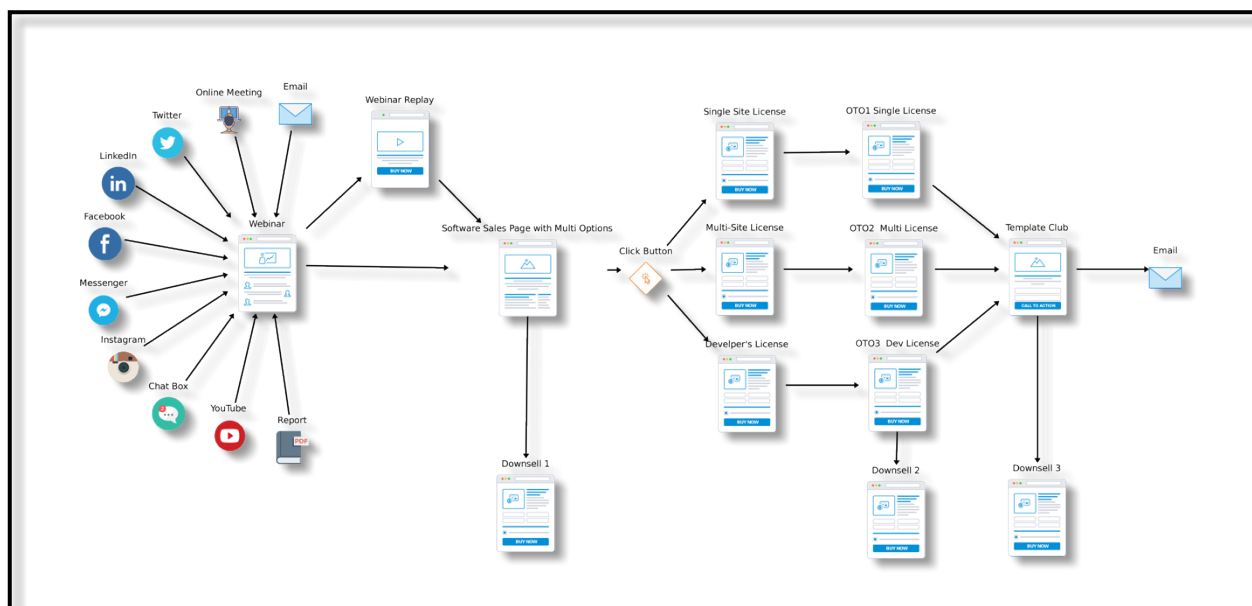 Email
Online Meeting
Webinar Replay
Twitter
LinkedIn
Facebook
Messenger
Instagram
Chat Box
YouTube
Report
PDF
Webinar
BUY NOW
Software Sales Page with Multi Options
Downsell 1
BUY NOW
Click Button
Single Site License
BUY NOW
OTO1 Single License
BUY NOW
Multi-Site License
BUY NOW
OTO2 Multi License
BUY NOW
Develper's License
BUY NOW
OTO3 Dev License
BUY NOW
Downsell 2
BUY NOW
Template Club
CALL TO ACTION
Downsell 3
BUY NOW
Email